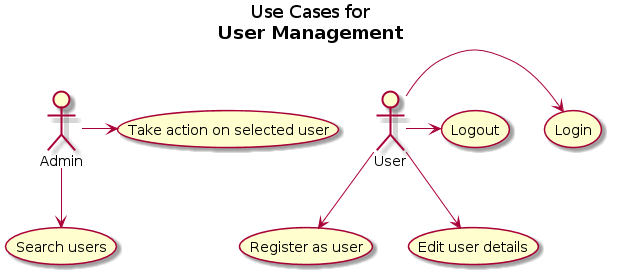 Use Cases for
User Management
Take action on selected user
Logout
Login
Admin
User
Search users
Register as user
Edit user details